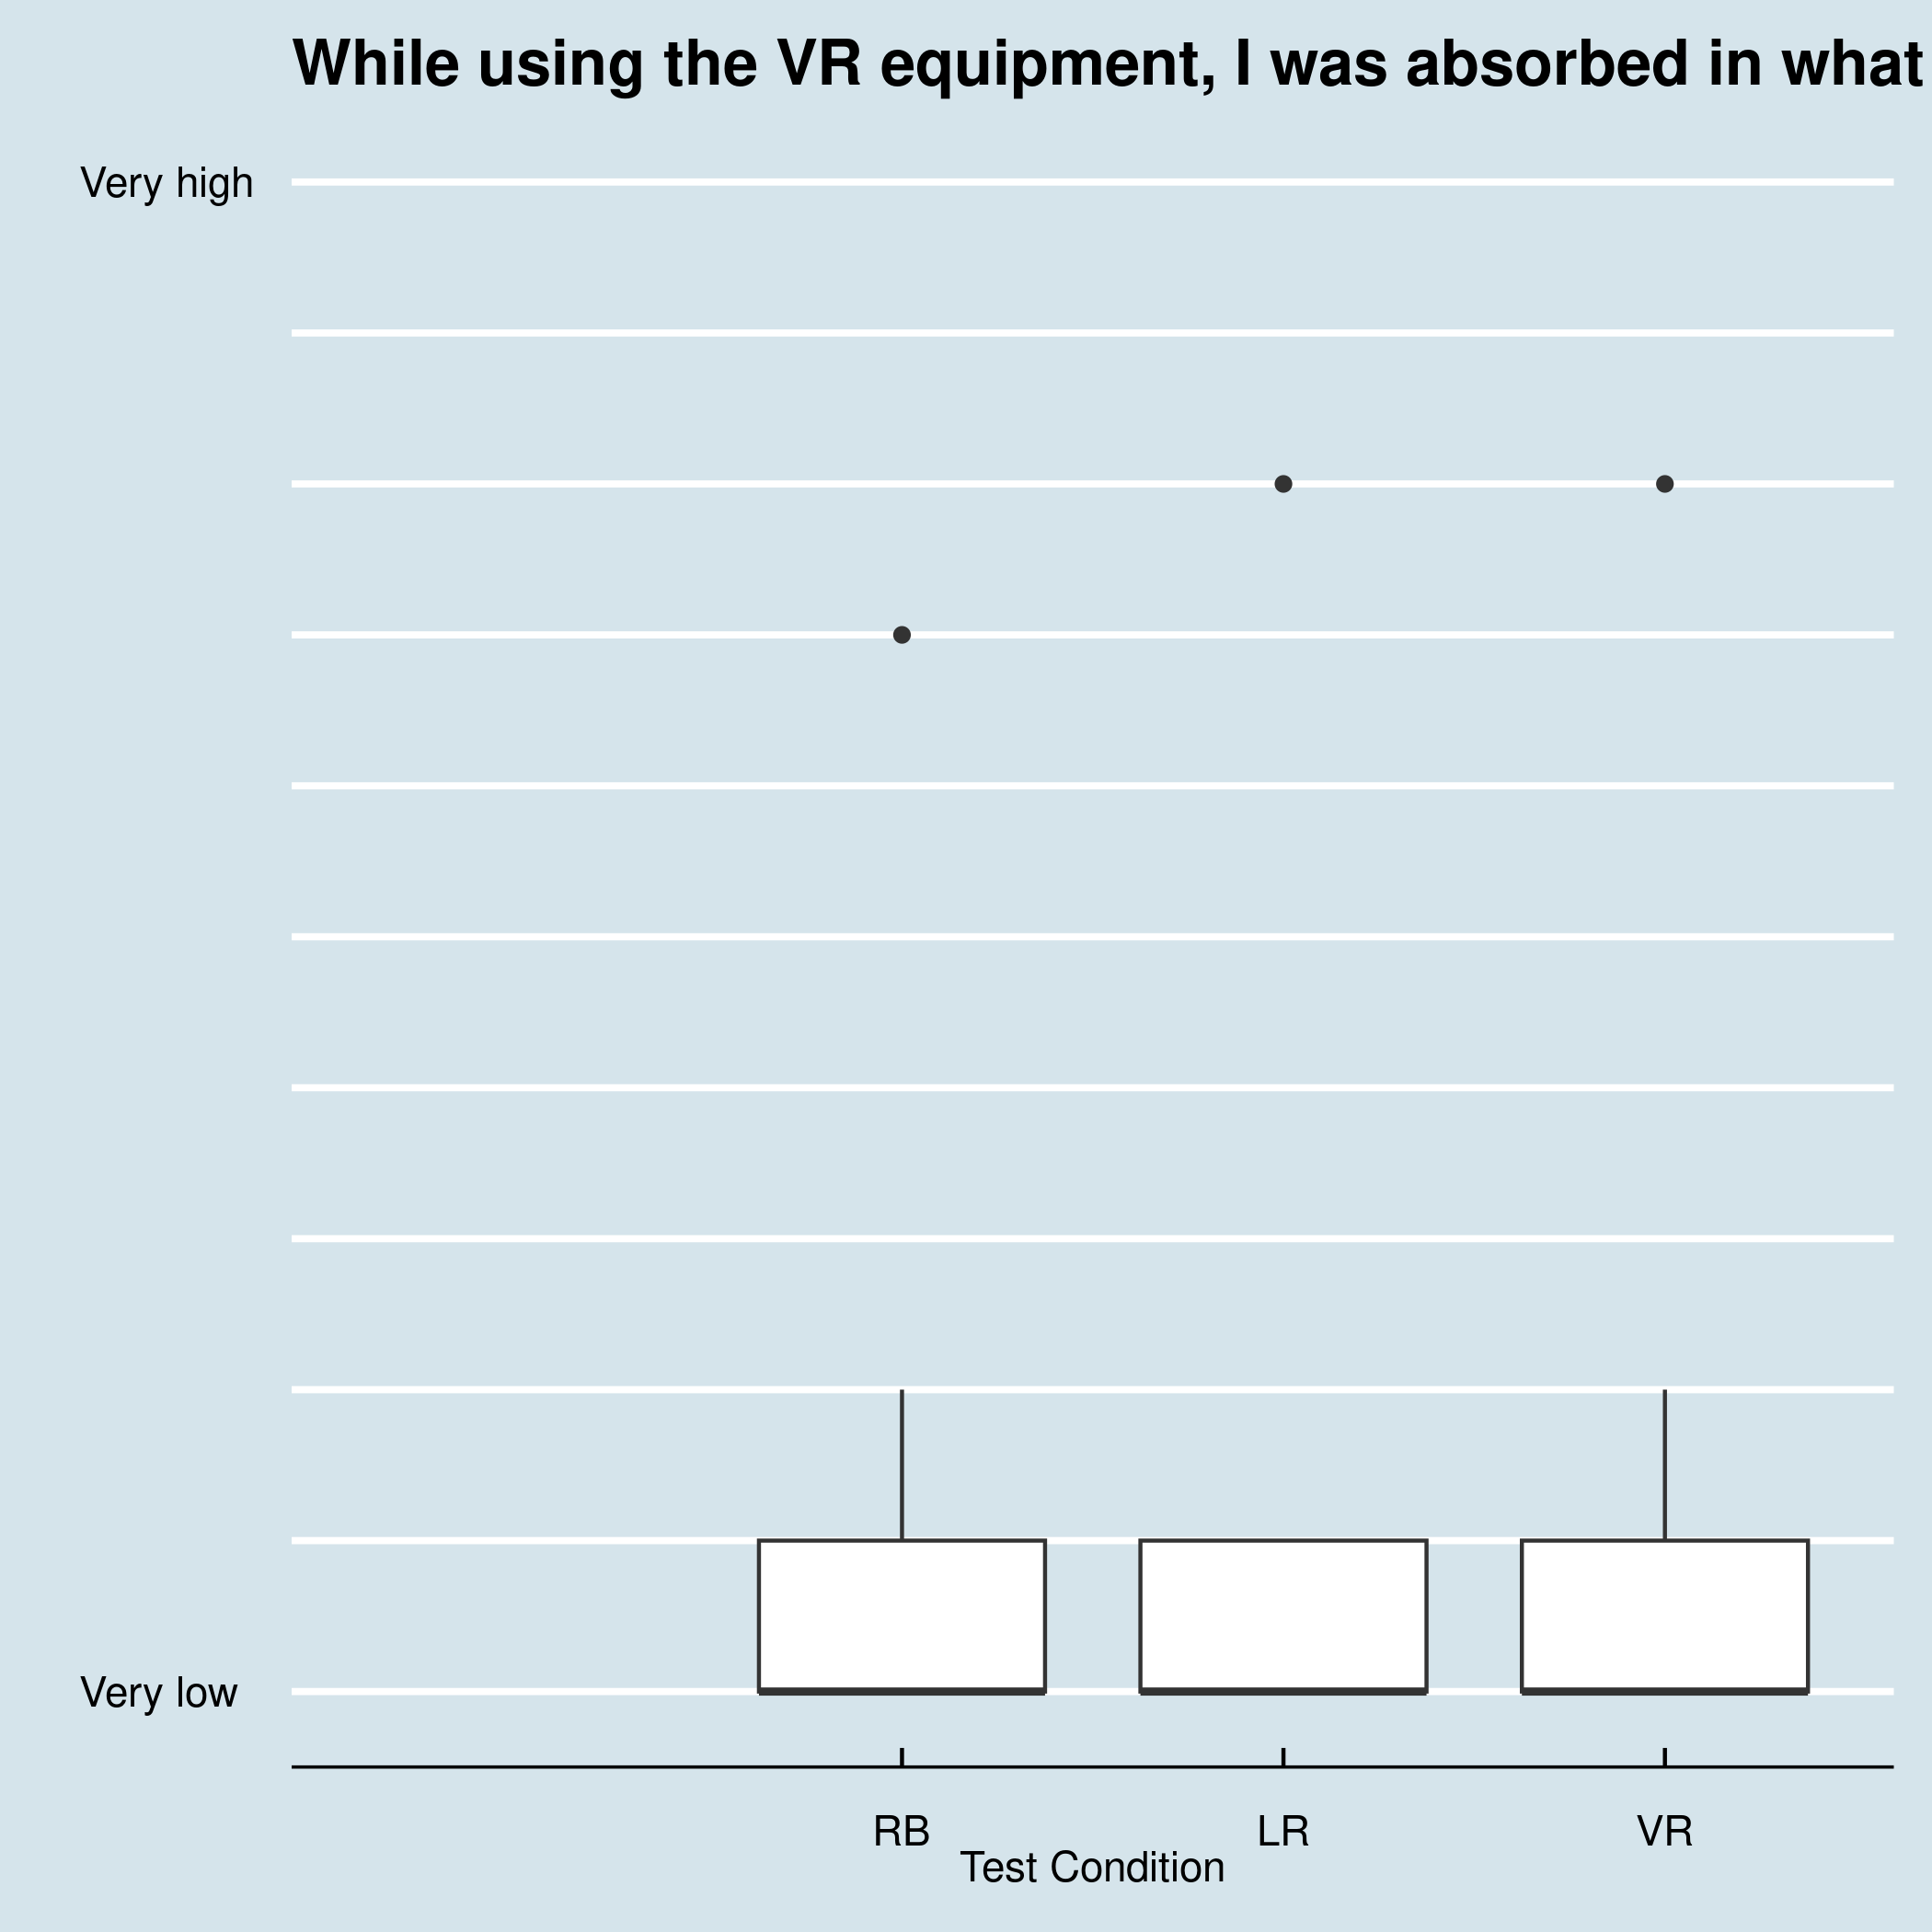 While using the VR equipment, I was absorbed in what
Very high
Very low
RB LR VR
Test Condition